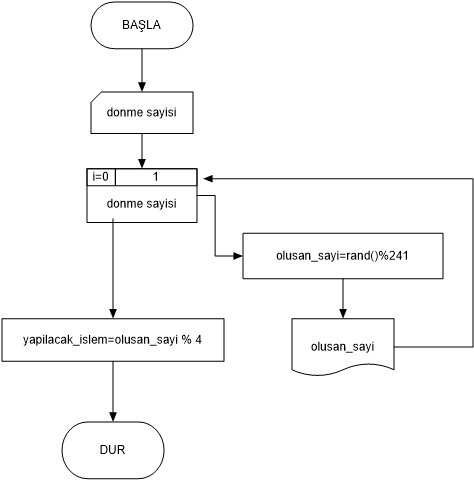 BAŞLA
donme sayisi
i=0 1
donme sayisi
olusan_sayi=rand()%241
olusan_sayi
yapilacak_islem=olusan_sayi % 4
DUR